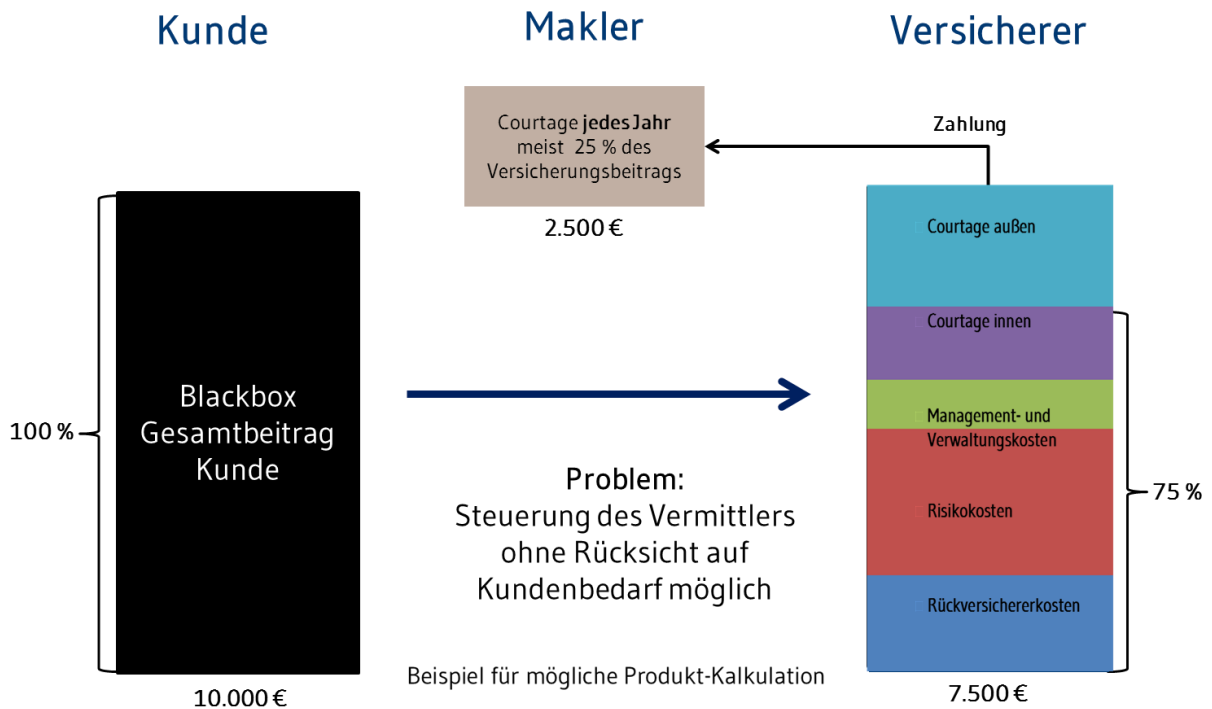 Kunde
Makler
Versicherer
Courtage jedes Jahr
meist 25 % des
Versicherungsbeitrags
2.500 €
Zahlung
Courtage außen
Courtage innen
Management- und
Verwaltungskosten
Risikokosten
Rückversichererkosten
75 %
7.500 €
100 %
Blackbox
Gesamtbeitrag
Kunde
10.000 €
Problem:
Steuerung des Vermittlers
ohne Rücksicht auf
Kundenbedarf möglich
Beispiel für mögliche Produkt-Kalkulation